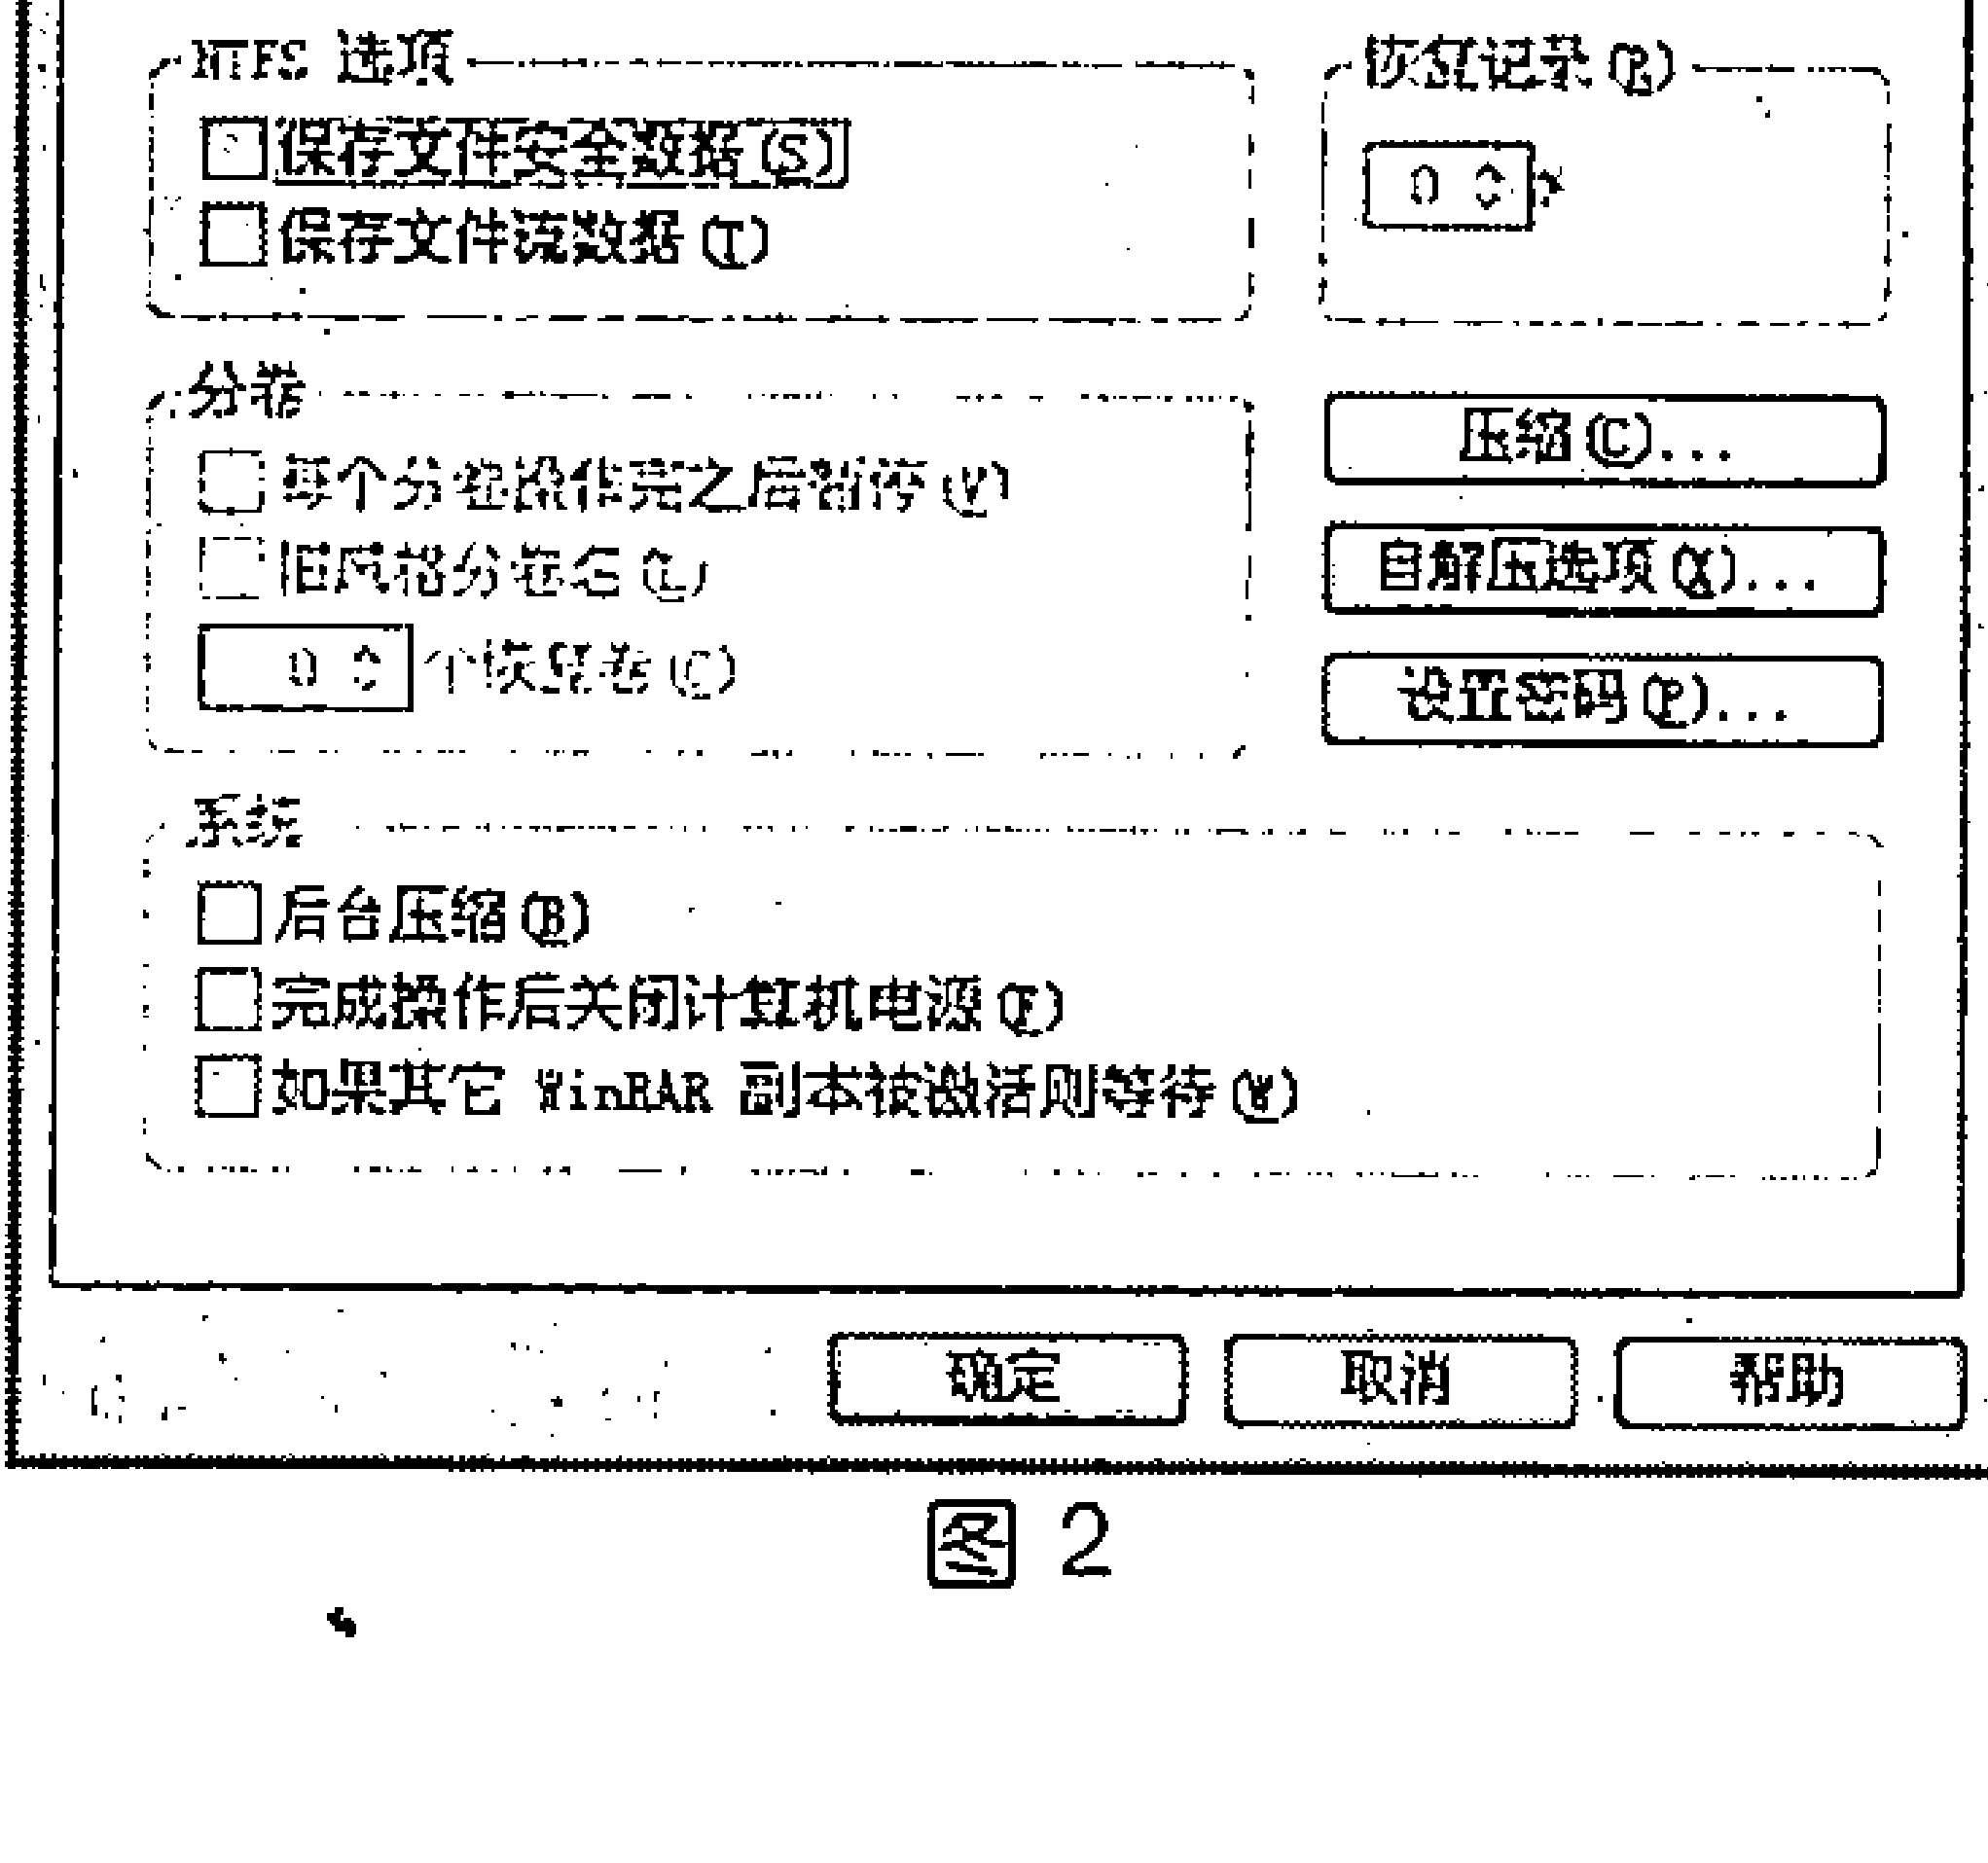 NTFS 选项
保存文件安全数据(S)
保存文件流数据(T)
恢复记录(R)
0 %
分卷
每个分卷操作完之后暂停(V)
旧风格分卷名(L)
0 个恢复卷(C)
压缩(C)...
自解压选项(X)...
设置密码(P)...
系统
后台压缩(B)
完成操作后关闭计算机电源(F)
如果其它 WinRAR 副本被激活则等待(W)
确定 取消 帮助
图 2